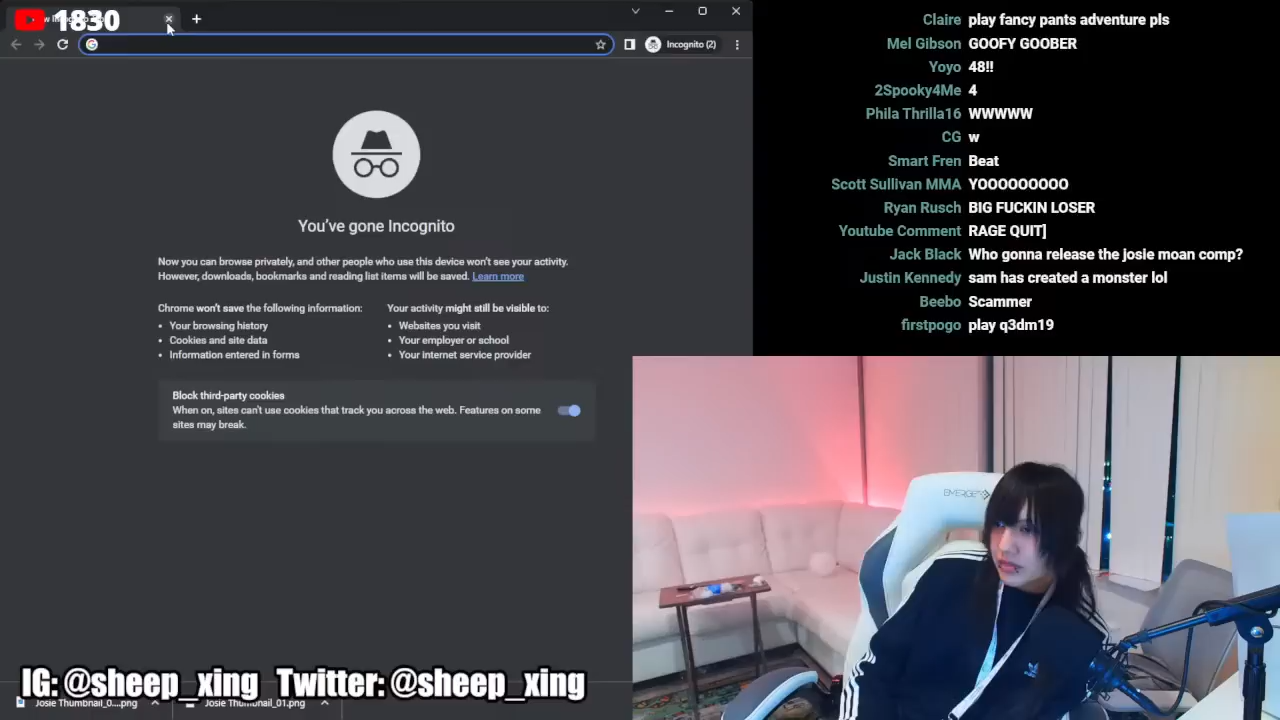 1830
Incognito (2)
You've gone Incognito
Now you can browse privately, and other people who use this device won't see your activity.
However, downloads, bookmarks and reading list items will be saved. Learn more
Chrome won't save the following information:
• Your browsing history
• Cookies and site data
• Information entered in forms
Your activity might still be visible to:
• Websites you visit
• Your employer or school
• Your internet service provider
Block third-party cookies
When on, sites can't use cookies that track you across the web. Features on some
sites may break.
Claire play fancy pants adventure pls
Mel Gibson GOOFY GOOBER
Yoyo 48!!
2Spooky4Me 4
Phila Thrilla16 WWWWW
CG w
Smart Fren Beat
Scott Sullivan MMA YOOOOOOOOO
Ryan Rusch BIG FUCKIN LOSER
Youtube Comment RAGE QUIT]
Jack Black Who gonna release the josie moan comp?
Justin Kennedy sam has created a monster lol
Beebo Scammer
firstpogo play q3dm19
IG: @sheep_xing Twitter: @sheep_xing
Josie Thumbnail_0....png
Josie Thumbnail_01.png